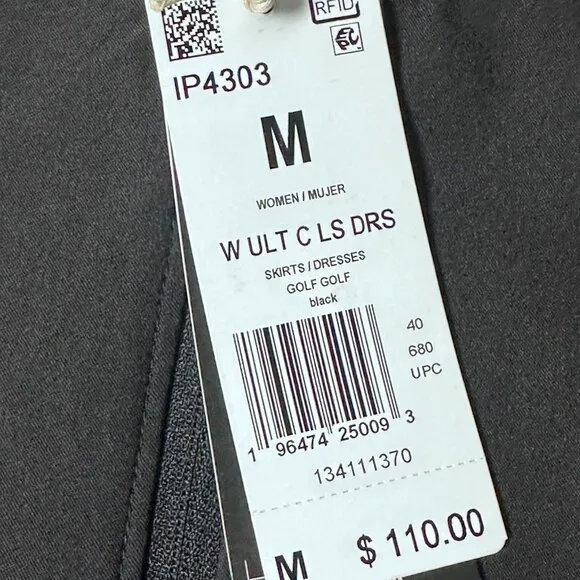 RFID
EPC
IP4303
M
WOMEN / MUJER
W ULT C LS DRS
SKIRTS / DRESSES
GOLF GOLF
black
40
680
UPC
1 96474 25009 3
134111370
M $ 110.00